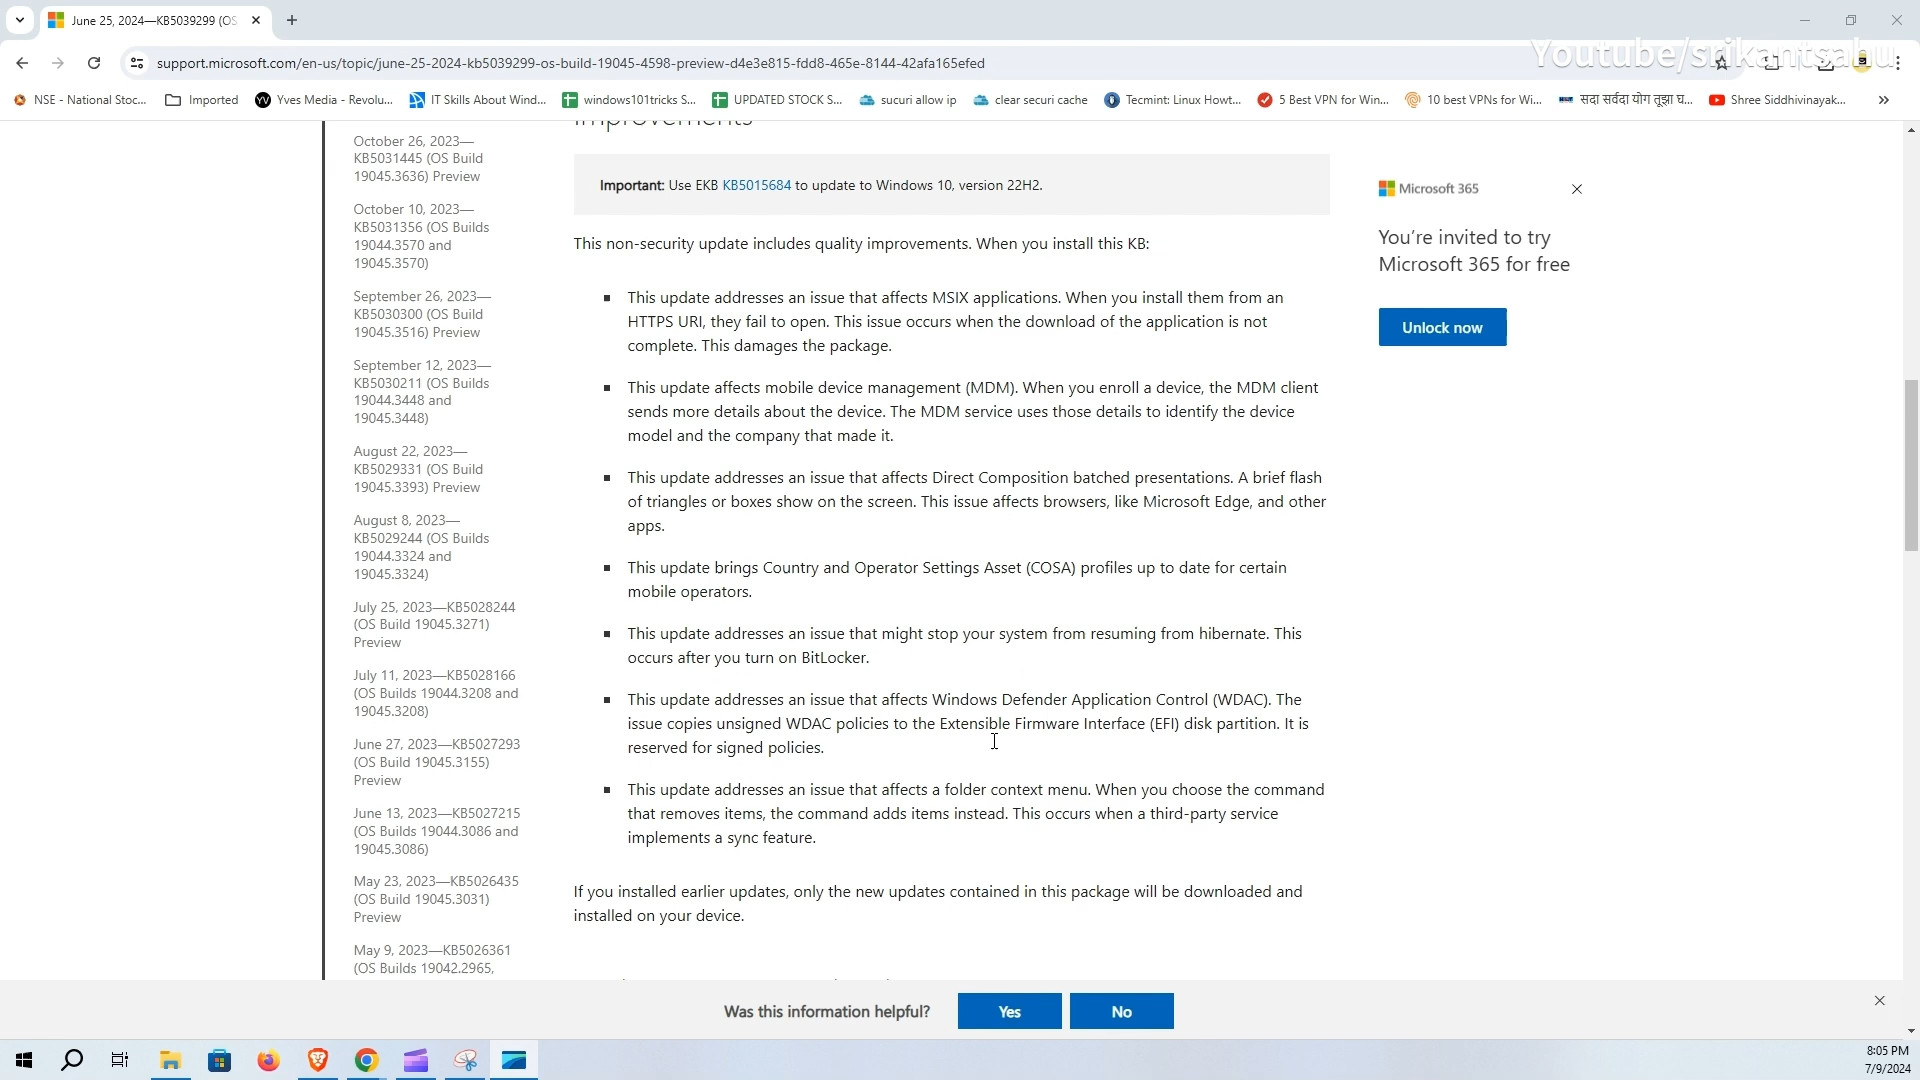 June 25, 2024—KB5039299 (OS
support.microsoft.com/en-us/topic/june-25-2024-kb5039299-os-build-19045-4598-preview-d4e3e815-fdd8-465e-8144-42afa165efed
Youtube/srikantsahu
NSE - National Stoc...
Imported
Yves Media - Revolu...
IT Skills About Wind...
windows101tricks S...
UPDATED STOCK S...
sucuri allow ip
clear securi cache
Tecmint: Linux Howt...
5 Best VPN for Win...
10 best VPNs for Wi...
सदा सर्वदा योग तूझा घ...
Shree Siddhivinayak...
October 26, 2023—
KB5031445 (OS Build
19045.3636) Preview
October 10, 2023—
KB5031356 (OS Builds
19044.3570 and
19045.3570)
September 26, 2023—
KB5030300 (OS Build
19045.3516) Preview
September 12, 2023—
KB5030211 (OS Builds
19044.3448 and
19045.3448)
August 22, 2023—
KB5029331 (OS Build
19045.3393) Preview
August 8, 2023—
KB5029244 (OS Builds
19044.3324 and
19045.3324)
July 25, 2023—KB5028244
(OS Build 19045.3271)
Preview
July 11, 2023—KB5028166
(OS Builds 19044.3208 and
19045.3208)
June 27, 2023—KB5027293
(OS Build 19045.3155)
Preview
June 13, 2023—KB5027215
(OS Builds 19044.3086 and
19045.3086)
May 23, 2023—KB5026435
(OS Build 19045.3031)
Preview
May 9, 2023—KB5026361
(OS Builds 19042.2965,
Improvements
Important: Use EKB KB5015684 to update to Windows 10, version 22H2.
This non-security update includes quality improvements. When you install this KB:
This update addresses an issue that affects MSIX applications. When you install them from an
HTTPS URI, they fail to open. This issue occurs when the download of the application is not
complete. This damages the package.
This update affects mobile device management (MDM). When you enroll a device, the MDM client
sends more details about the device. The MDM service uses those details to identify the device
model and the company that made it.
This update addresses an issue that affects Direct Composition batched presentations. A brief flash
of triangles or boxes show on the screen. This issue affects browsers, like Microsoft Edge, and other
apps.
This update brings Country and Operator Settings Asset (COSA) profiles up to date for certain
mobile operators.
This update addresses an issue that might stop your system from resuming from hibernate. This
occurs after you turn on BitLocker.
This update addresses an issue that affects Windows Defender Application Control (WDAC). The
issue copies unsigned WDAC policies to the Extensible Firmware Interface (EFI) disk partition. It is
reserved for signed policies.
This update addresses an issue that affects a folder context menu. When you choose the command
that removes items, the command adds items instead. This occurs when a third-party service
implements a sync feature.
If you installed earlier updates, only the new updates contained in this package will be downloaded and
installed on your device.
Microsoft 365
You're invited to try
Microsoft 365 for free
Unlock now
Was this information helpful?
Yes
No
8:05 PM
7/9/2024